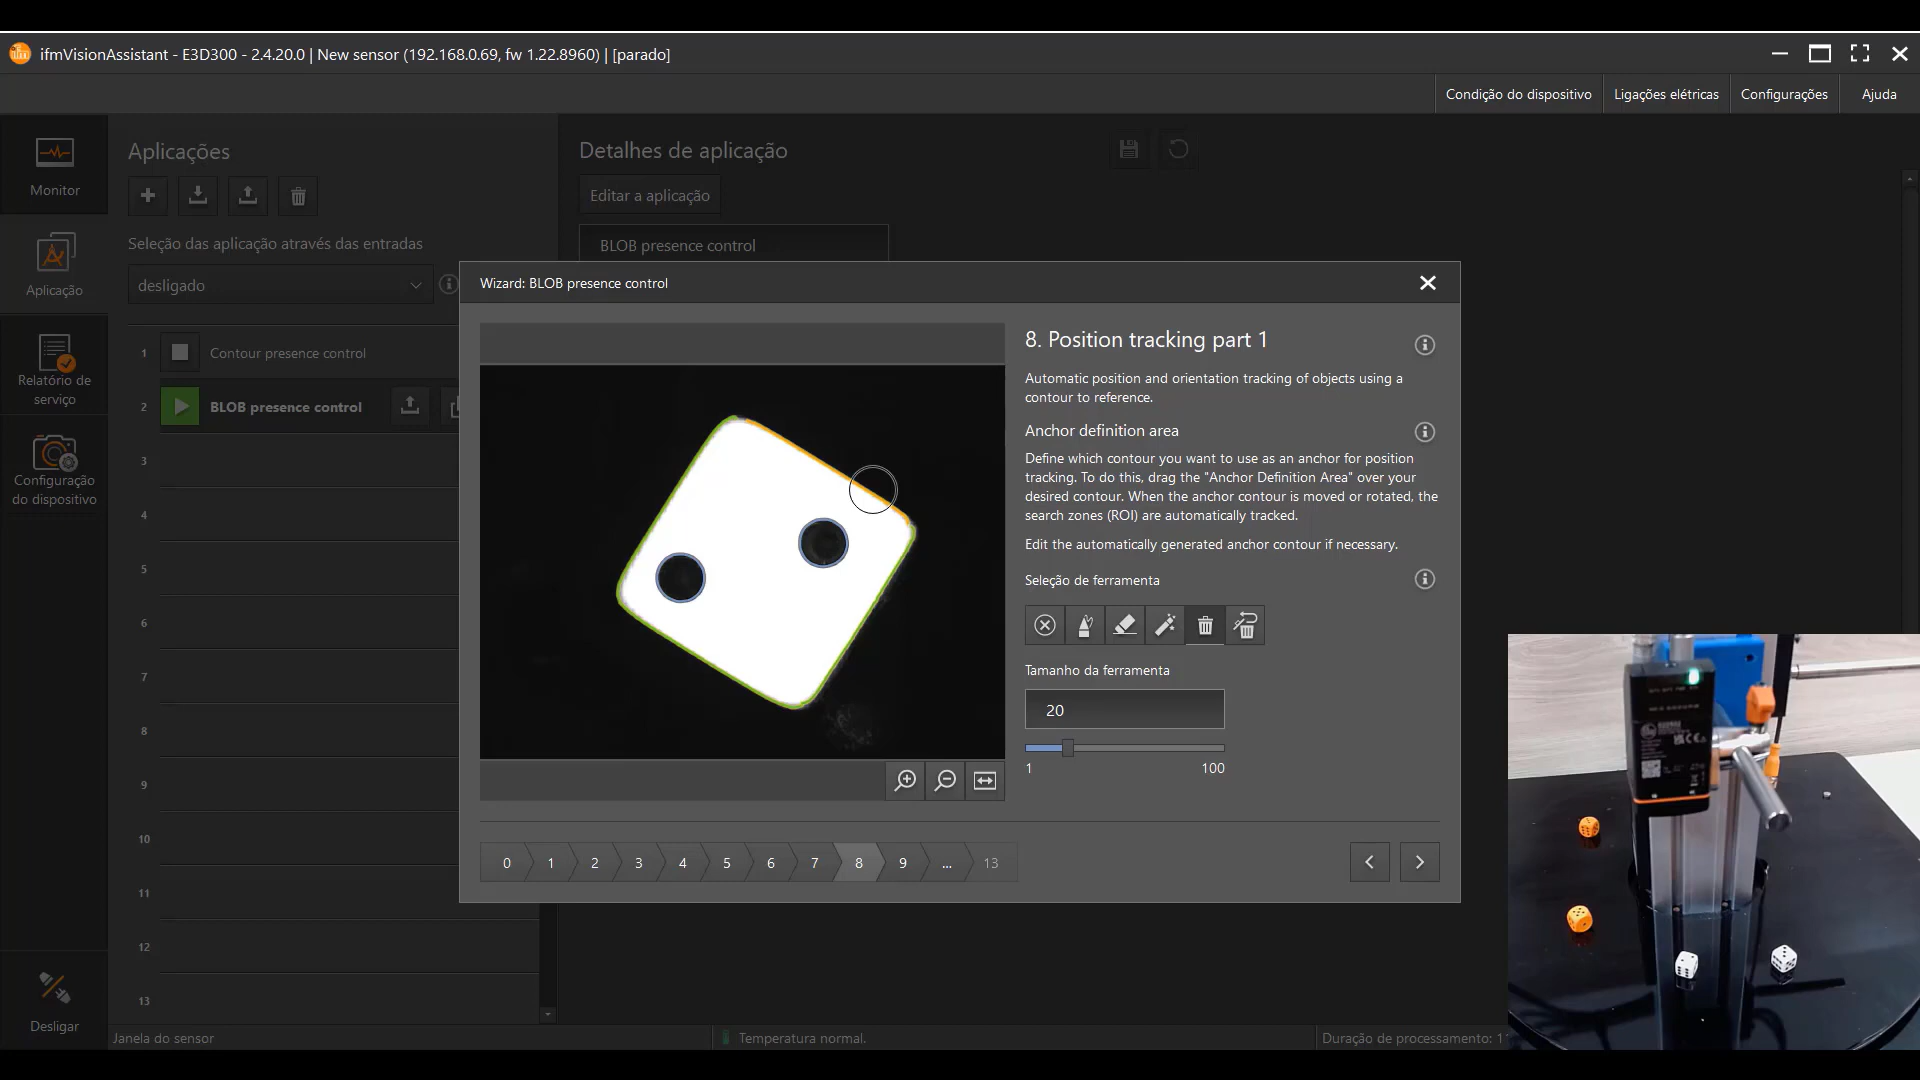 ifmVisionAssistant - E3D300 - 2.4.20.0 | New sensor (192.168.0.69, fw 1.22.8960) | [parado]
Condição do dispositivo
Ligações elétricas
Configurações
Ajuda
Monitor
Aplicação
Relatório de
serviço
Configuração
do dispositivo
Desligar
Aplicações
Seleção das aplicação através das entradas
desligado
1 Contour presence control
2 BLOB presence control
3
4
5
6
7
8
9
10
11
12
13
Detalhes de aplicação
Editar a aplicação
BLOB presence control
Wizard: BLOB presence control
8. Position tracking part 1
Automatic position and orientation tracking of objects using a
contour to reference.
Anchor definition area
Define which contour you want to use as an anchor for position
tracking. To do this, drag the "Anchor Definition Area" over your
desired contour. When the anchor contour is moved or rotated, the
search zones (ROI) are automatically tracked.
Edit the automatically generated anchor contour if necessary.
Seleção de ferramenta
Tamanho da ferramenta
20
1 100
0 1 2 3 4 5 6 7 8 9 ... 13
Janela do sensor
Temperatura normal.
Duração de processamento: 1